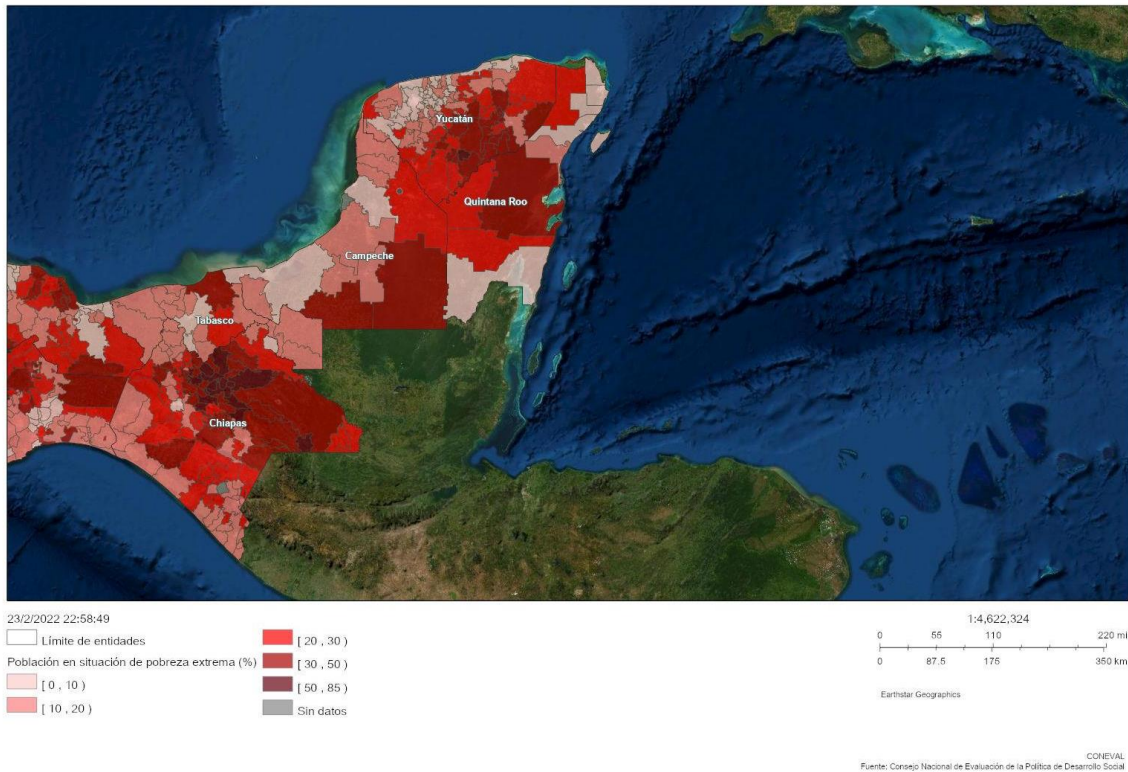 Yucatán
Quintana Roo
Campeche
Tabasco
Chiapas
23/2/2022 22:58:49
Límite de entidades
Población en situación de pobreza extrema (%)
[ 0 , 10 )
[ 10 , 20 )
[ 20 , 30 )
[ 30 , 50 )
[ 50 , 85 )
Sin datos
1:4,622,324
0 55 110 220 mi
0 87.5 175 350 km
Earthstar Geographics
CONEVAL
Fuente: Consejo Nacional de Evaluación de la Política de Desarrollo Social